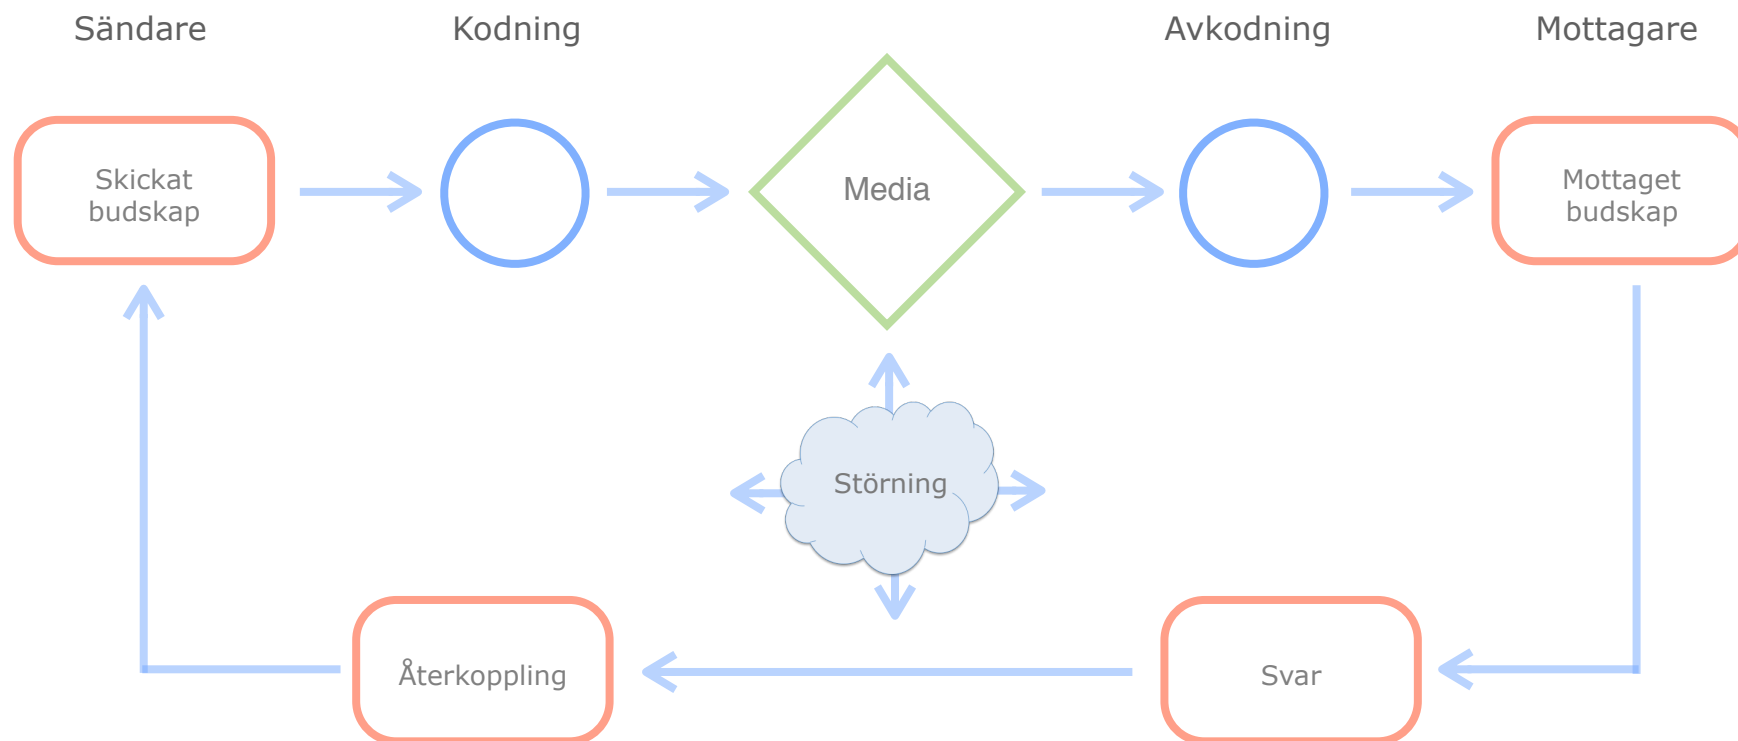 Sändare
Kodning
Avkodning
Mottagare
Skickat
budskap
Media
Mottaget
budskap
Störning
Återkoppling
Svar